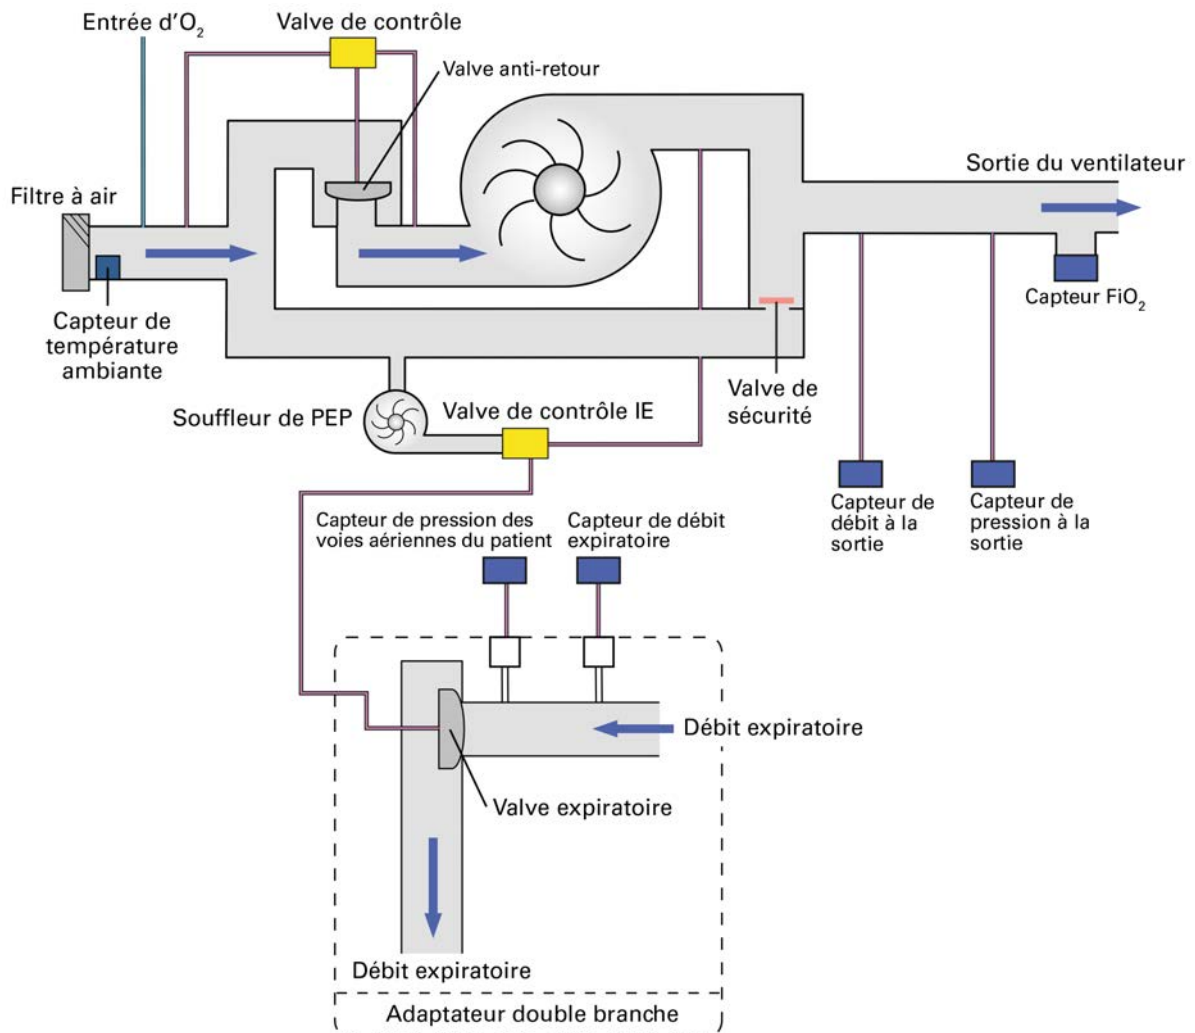 Entrée d’O₂
Valve de contrôle
Valve anti-retour
Sortie du ventilateur
Filtre à air
Capteur FiO₂
Capteur de
température
ambiante
Valve de
sécurité
Souffleur de PEP
Valve de contrôle IE
Capteur de
débit à la
sortie
Capteur de
pression à la
sortie
Capteur de pression des
voies aériennes du patient
Capteur de débit
expiratoire
Débit expiratoire
Valve expiratoire
Débit expiratoire
Adaptateur double branche